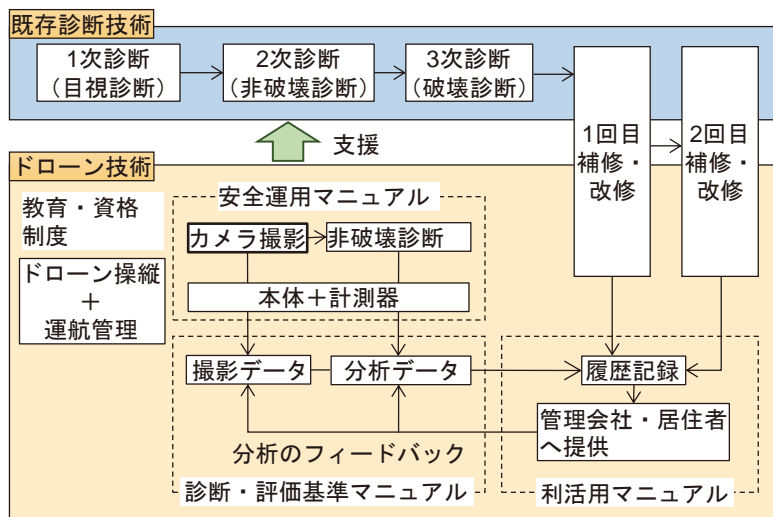 既存診断技術
1次診断
（目視診断）
2次診断
（非破壊診断）
3次診断
（破壊診断）
1回目
補修・
改修
2回目
補修・
改修
支援
ドローン技術
教育・資格
制度
ドローン操縦
＋
運航管理
安全運用マニュアル
カメラ撮影
非破壊診断
本体＋計測器
撮影データ
分析データ
履歴記録
管理会社・居住者
へ提供
分析のフィードバック
診断・評価基準マニュアル
利活用マニュアル